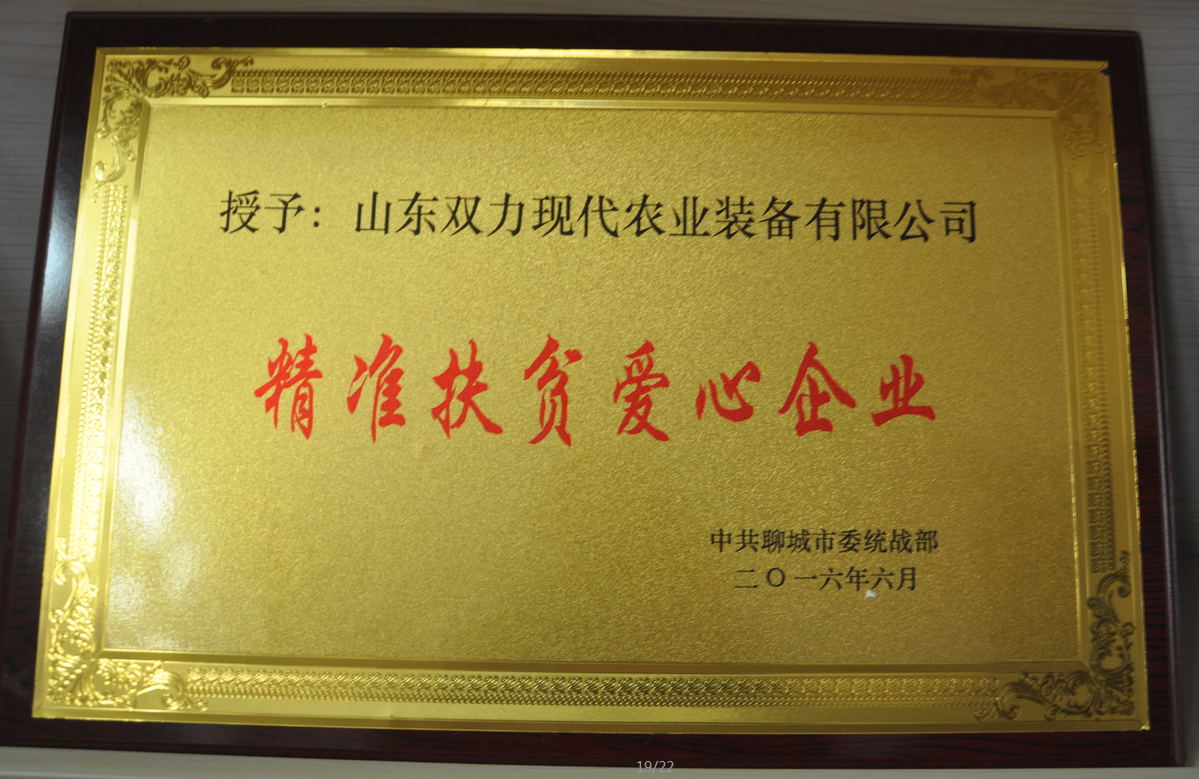 授予：山东双力现代农业装备有限公司
精准扶贫爱心企业
中共聊城市委统战部
二O一六年六月
19/22